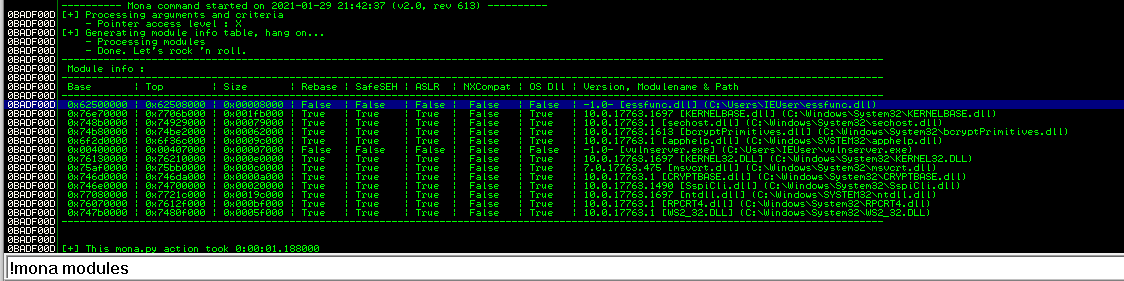 0BADF00D ---------- Mona command started on 2021-01-29 21:42:37 (v2.0, rev 613) ----------
0BADF00D [+] Processing arguments and criteria
0BADF00D - Pointer access level : X
0BADF00D [+] Generating module info table, hang on...
0BADF00D - Processing modules
0BADF00D - Done. Let's rock 'n roll.
0BADF00D
0BADF00D Module info :
0BADF00D
0BADF00D Base | Top | Size | Rebase | SafeSEH | ASLR | NXCompat | OS Dll | Version, Modulename & Path
0BADF00D
0BADF00D 0x62500000 | 0x62508000 | 0x00008000 | False | False | False | False | False | -1.0- [essfunc.dll] (C:\Users\IEUser\essfunc.dll)
0BADF00D 0x76e70000 | 0x7706b000 | 0x001fb000 | True | True | True | False | True | 10.0.17763.1697 [KERNELBASE.dll] (C:\Windows\System32\KERNELBASE.dll)
0BADF00D 0x748b0000 | 0x74929000 | 0x00079000 | True | True | True | False | True | 10.0.17763.1 [sechost.dll] (C:\Windows\System32\sechost.dll)
0BADF00D 0x74b80000 | 0x74be2000 | 0x00062000 | True | True | True | False | True | 10.0.17763.1613 [bcryptPrimitives.dll] (C:\Windows\System32\bcryptPrimitives.dll)
0BADF00D 0x6f2d0000 | 0x6f36c000 | 0x0009c000 | True | True | True | False | True | 10.0.17763.1 [apphelp.dll] (C:\Windows\SYSTEM32\apphelp.dll)
0BADF00D 0x00400000 | 0x00407000 | 0x00007000 | False | False | False | False | False | -1.0- [vulnserver.exe] (C:\Users\IEUser\vulnserver.exe)
0BADF00D 0x76130000 | 0x76210000 | 0x000e0000 | True | True | True | False | True | 10.0.17763.1697 [KERNEL32.DLL] (C:\Windows\System32\KERNEL32.DLL)
0BADF00D 0x75af0000 | 0x75bb0000 | 0x000c0000 | True | True | True | False | True | 7.0.17763.475 [msvcrt.dll] (C:\Windows\System32\msvcrt.dll)
0BADF00D 0x746d0000 | 0x746da000 | 0x0000a000 | True | True | True | False | True | 10.0.17763.1 [CRYPTBASE.dll] (C:\Windows\System32\CRYPTBASE.dll)
0BADF00D 0x746e0000 | 0x74700000 | 0x00020000 | True | True | True | False | True | 10.0.17763.1490 [SspiCli.dll] (C:\Windows\System32\SspiCli.dll)
0BADF00D 0x77080000 | 0x7721c000 | 0x0019c000 | True | True | True | False | True | 10.0.17763.1697 [ntdll.dll] (C:\Windows\SYSTEM32\ntdll.dll)
0BADF00D 0x76070000 | 0x7612f000 | 0x000bf000 | True | True | True | False | True | 10.0.17763.1 [RPCRT4.dll] (C:\Windows\System32\RPCRT4.dll)
0BADF00D 0x747b0000 | 0x7480f000 | 0x0005f000 | True | True | True | False | True | 10.0.17763.1 [WS2_32.DLL] (C:\Windows\System32\WS2_32.DLL)
0BADF00D
0BADF00D
0BADF00D
0BADF00D [+] This mona.py action took 0:00:01.188000
!mona modules